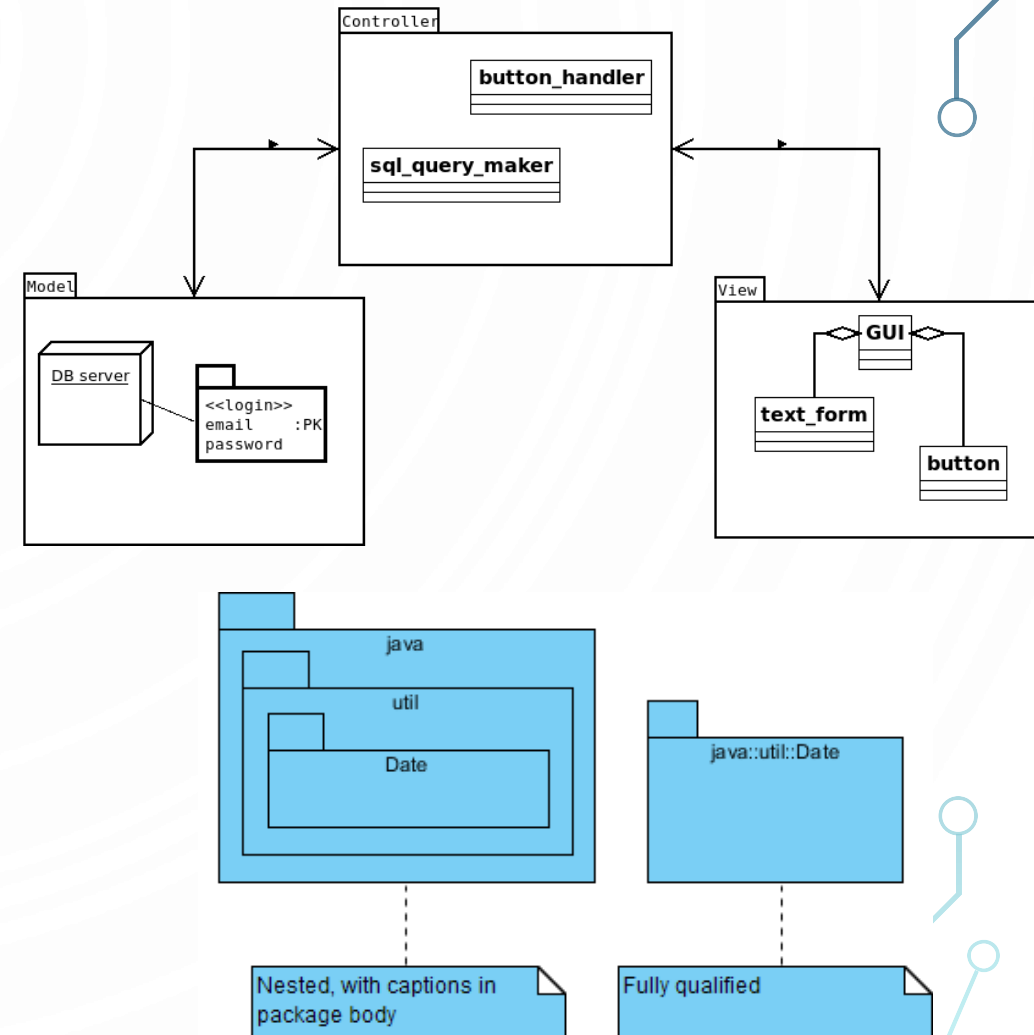 Controller
button_handler
sql_query_maker
Model
DB server
<<login>>
email :PK
password
View
GUI
text_form
button
java
util
Date
java::util::Date
Nested, with captions in
package body
Fully qualified